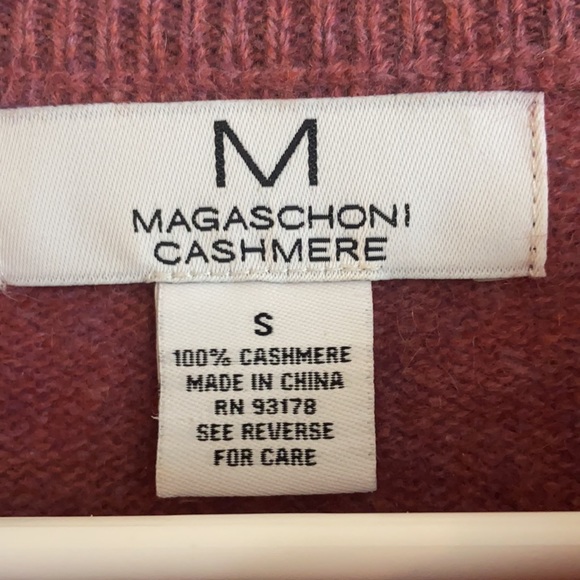 M
MAGASCHONI
CASHMERE
S
100% CASHMERE
MADE IN CHINA
RN 93178
SEE REVERSE
FOR CARE